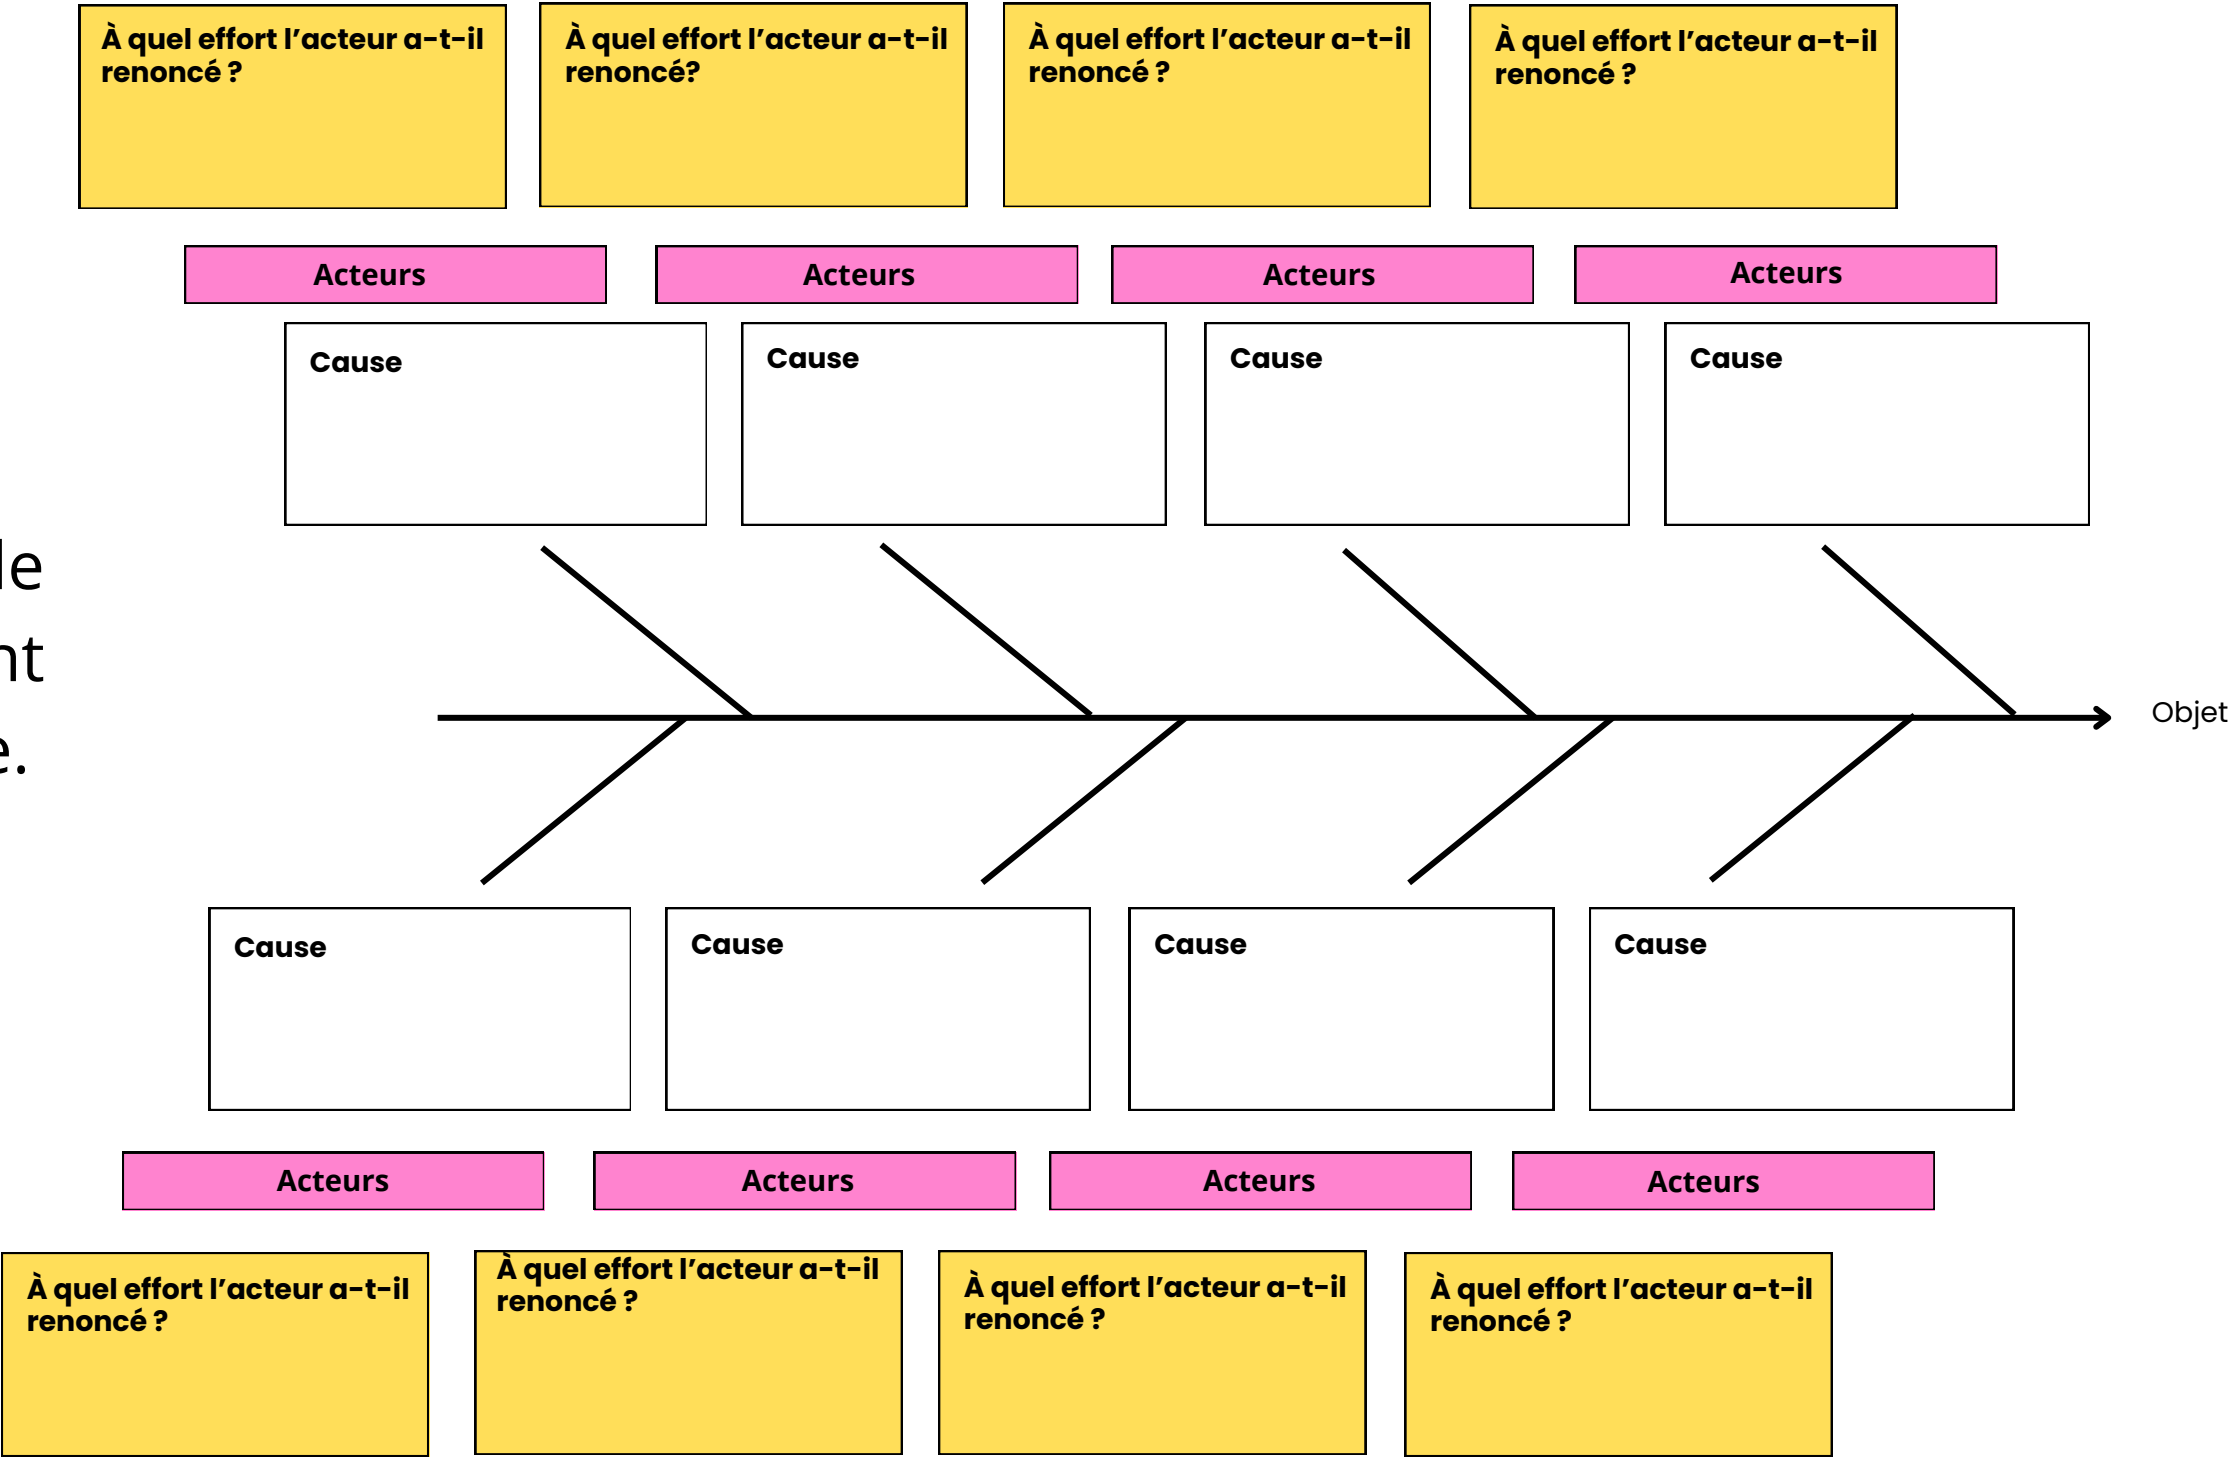 À quel effort l’acteur a-t-il
renoncé ?
À quel effort l’acteur a-t-il
renoncé?
À quel effort l’acteur a-t-il
renoncé ?
À quel effort l’acteur a-t-il
renoncé ?
Acteurs
Acteurs
Acteurs
Acteurs
Cause
Cause
Cause
Cause
Objet
Cause
Cause
Cause
Cause
Acteurs
Acteurs
Acteurs
Acteurs
À quel effort l’acteur a-t-il
renoncé ?
À quel effort l’acteur a-t-il
renoncé ?
À quel effort l’acteur a-t-il
renoncé ?
À quel effort l’acteur a-t-il
renoncé ?